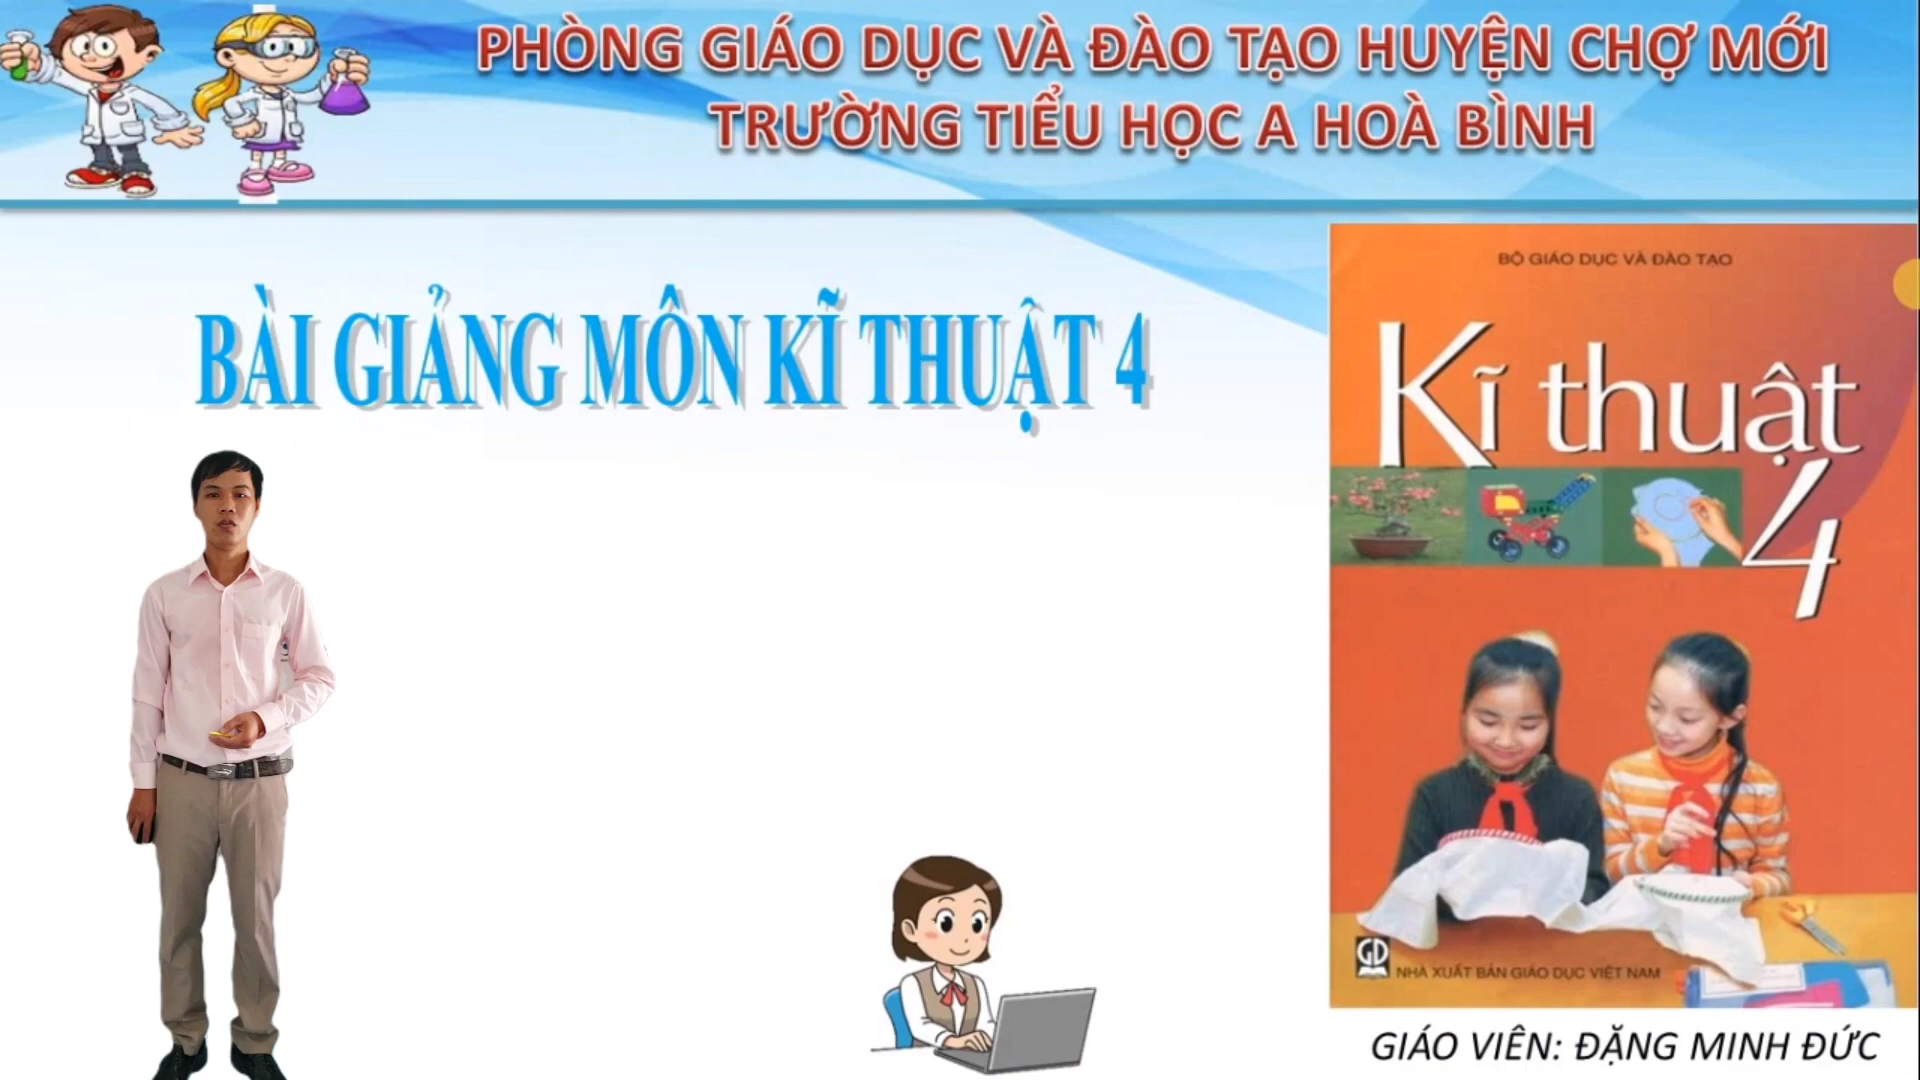 PHÒNG GIÁO DỤC VÀ ĐÀO TẠO HUYỆN CHỢ MỚI
TRƯỜNG TIỂU HỌC A HOÀ BÌNH
BÀI GIẢNG MÔN KĨ THUẬT 4
BỘ GIÁO DỤC VÀ ĐÀO TẠO
Kĩ thuật
4
GD
NHÀ XUẤT BẢN GIÁO DỤC VIỆT NAM
GIÁO VIÊN: ĐẶNG MINH ĐỨC